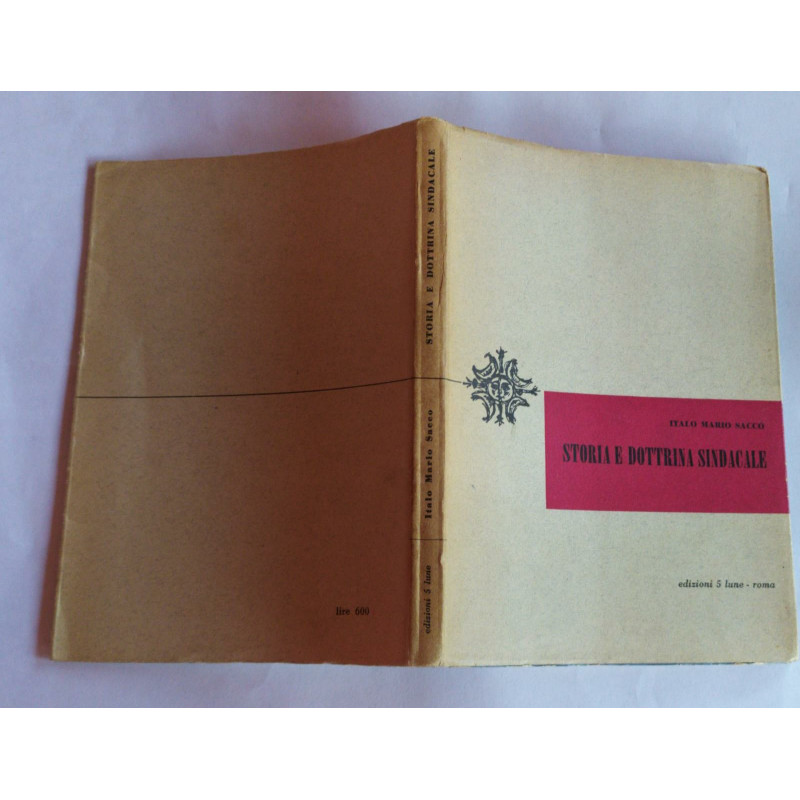 lire 600
STORIA E DOTTRINA SINDACALE
Italo Mario Sacco
edizioni 5 lune
ITALO MARIO SACCO
STORIA E DOTTRINA SINDACALE
edizioni 5 lune - roma